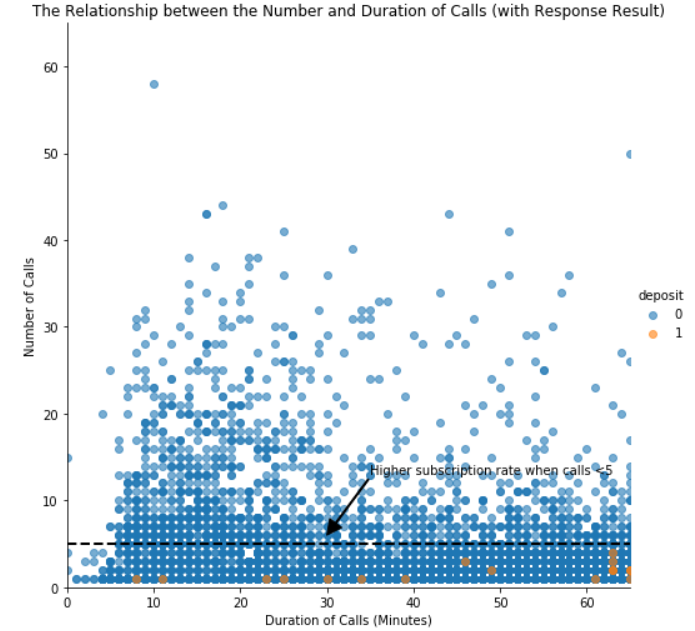 The Relationship between the Number and Duration of Calls (with Response Result)
60
50
40
30
20
10
0
Number of Calls
Higher subscription rate when calls <5
deposit
0
1
0 10 20 30 40 50 60
Duration of Calls (Minutes)